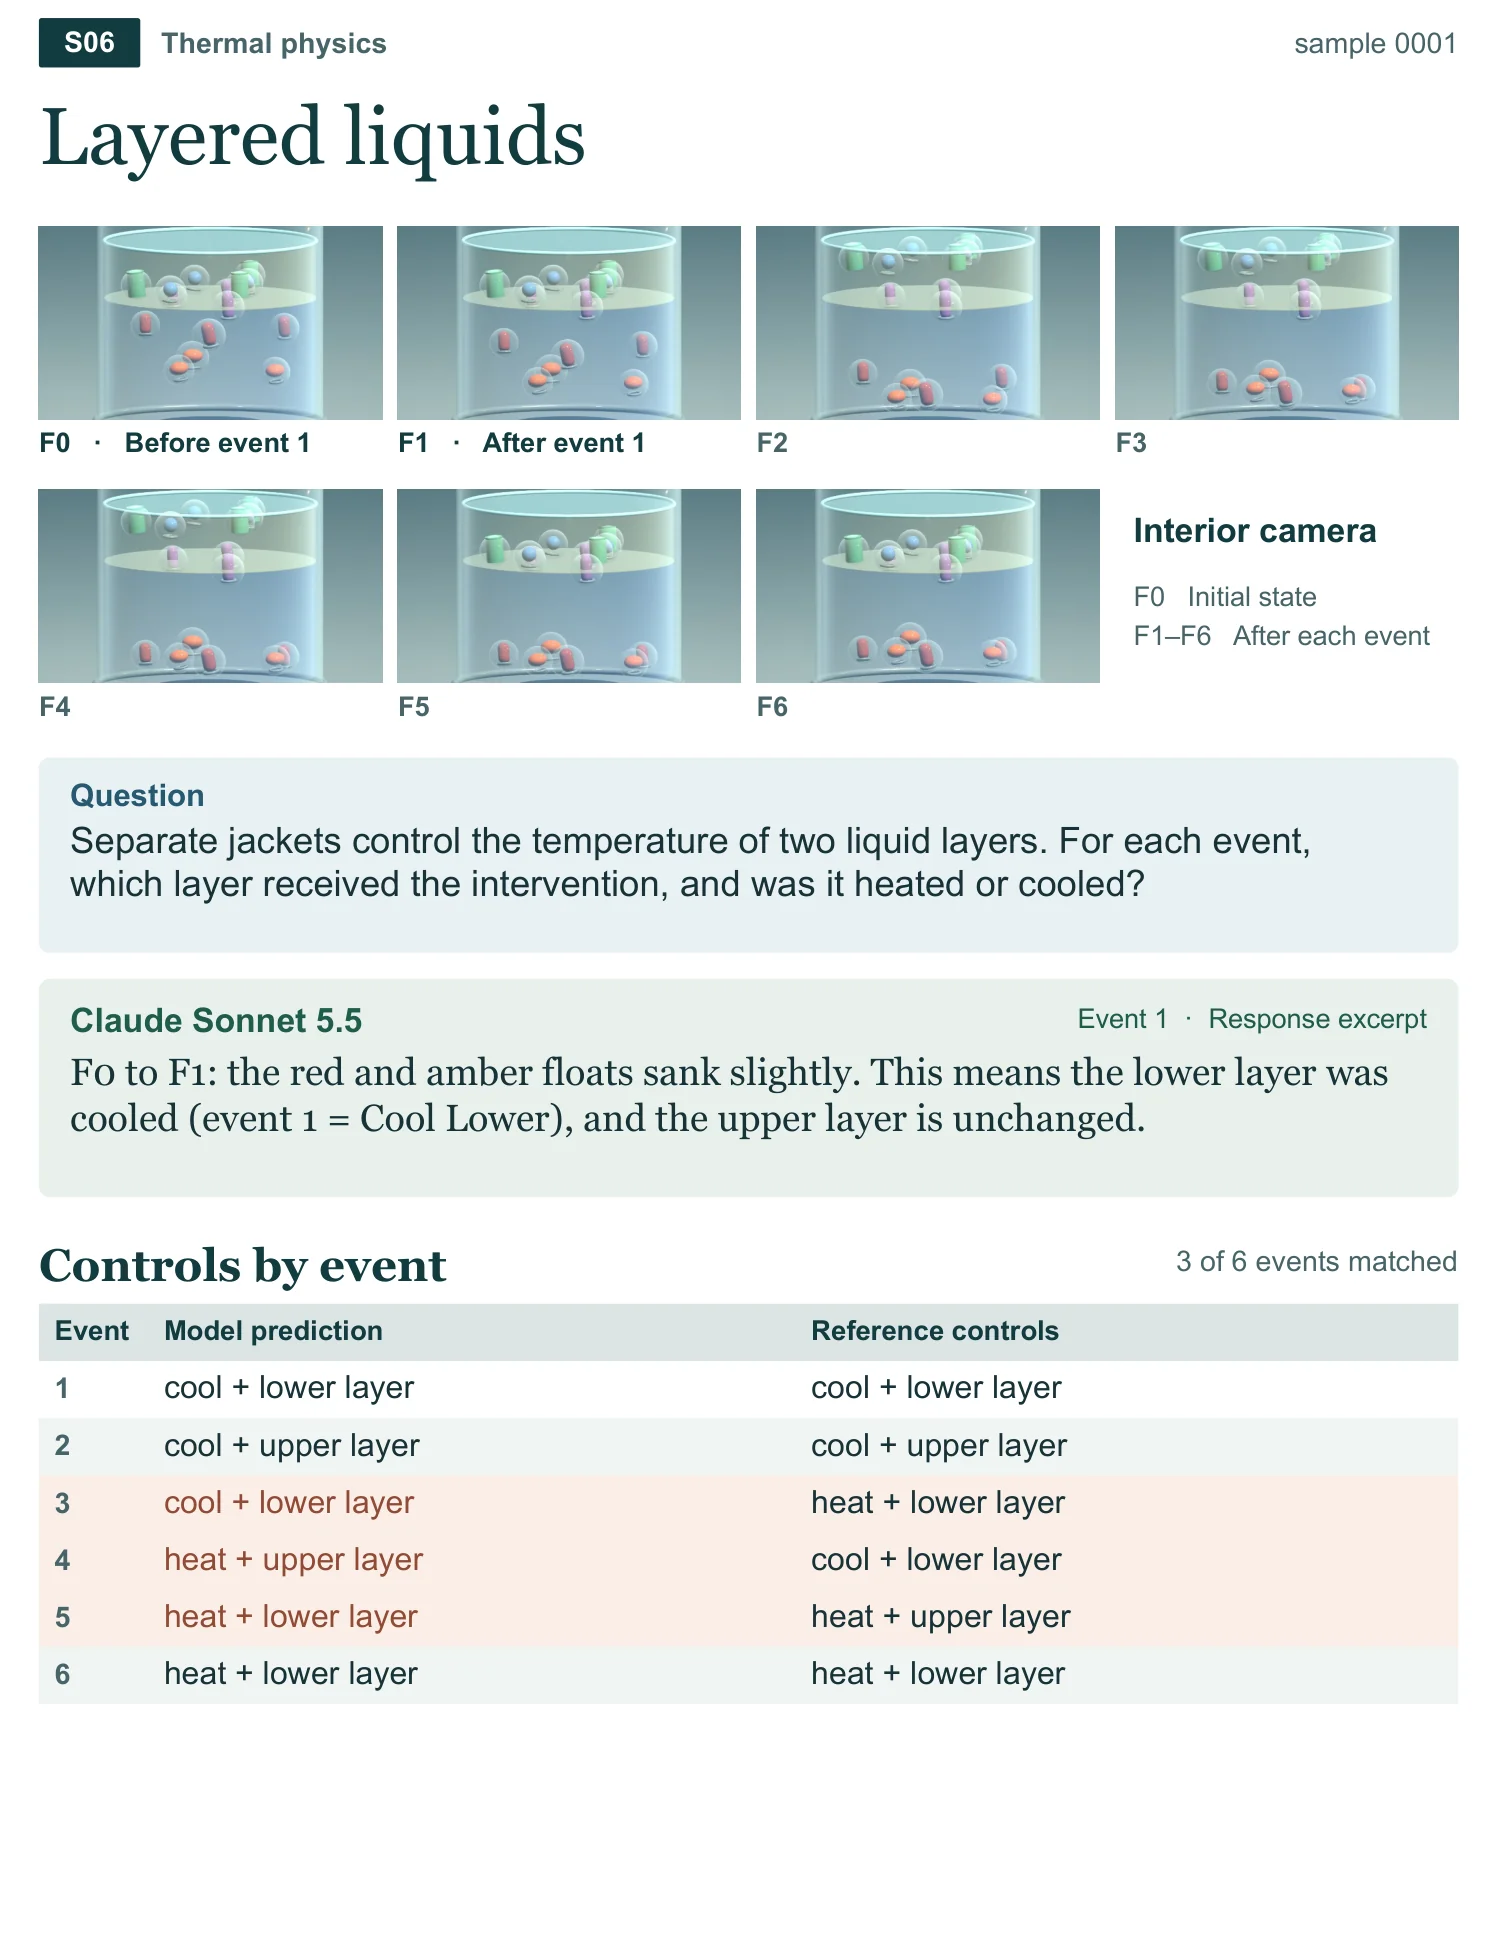 S06 Thermal physics sample 0001
Layered liquids
F0 · Before event 1 F1 · After event 1 F2 F3
F4 F5 F6
Interior camera
F0 Initial state
F1–F6 After each event
Question
Separate jackets control the temperature of two liquid layers. For each event,
which layer received the intervention, and was it heated or cooled?
Claude Sonnet 5.5 Event 1 · Response excerpt
F0 to F1: the red and amber floats sank slightly. This means the lower layer was
cooled (event 1 = Cool Lower), and the upper layer is unchanged.
Controls by event 3 of 6 events matched
Event Model prediction Reference controls
1 cool + lower layer cool + lower layer
2 cool + upper layer cool + upper layer
3 cool + lower layer heat + lower layer
4 heat + upper layer cool + lower layer
5 heat + lower layer heat + upper layer
6 heat + lower layer heat + lower layer